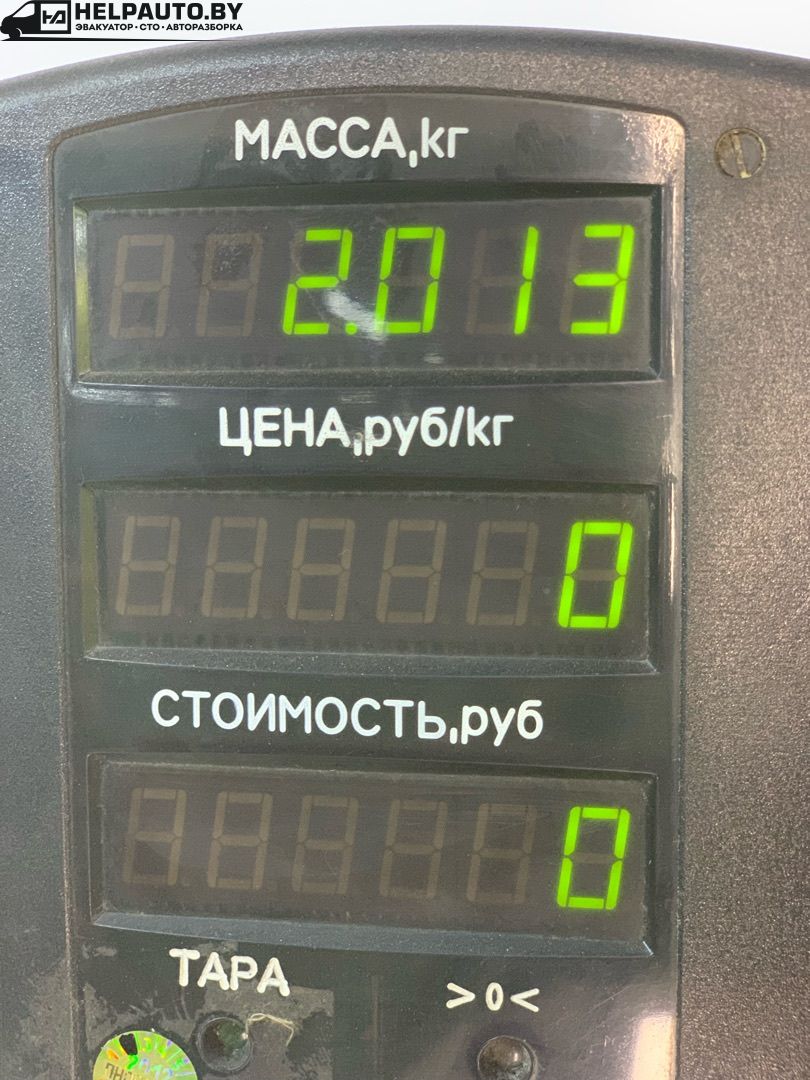 HELPAUTO.BY
ЭВАКУАТОР•СТО•АВТОРАЗБОРКА
МАССА,кг
2.013
ЦЕНА,руб/кг
0
СТОИМОСТЬ,руб
0
ТАРА
>0<